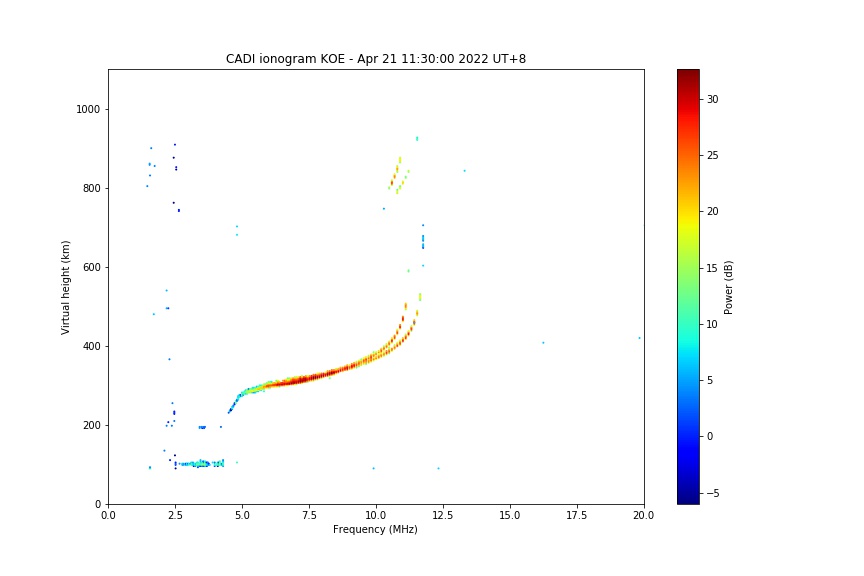 CADI ionogram KOE - Apr 21 11:30:00 2022 UT+8
1000
800
600
400
200
0
Virtual height (km)
0.0 2.5 5.0 7.5 10.0 12.5 15.0 17.5 20.0
Frequency (MHz)
30
25
20
15
10
5
0
−5
Power (dB)